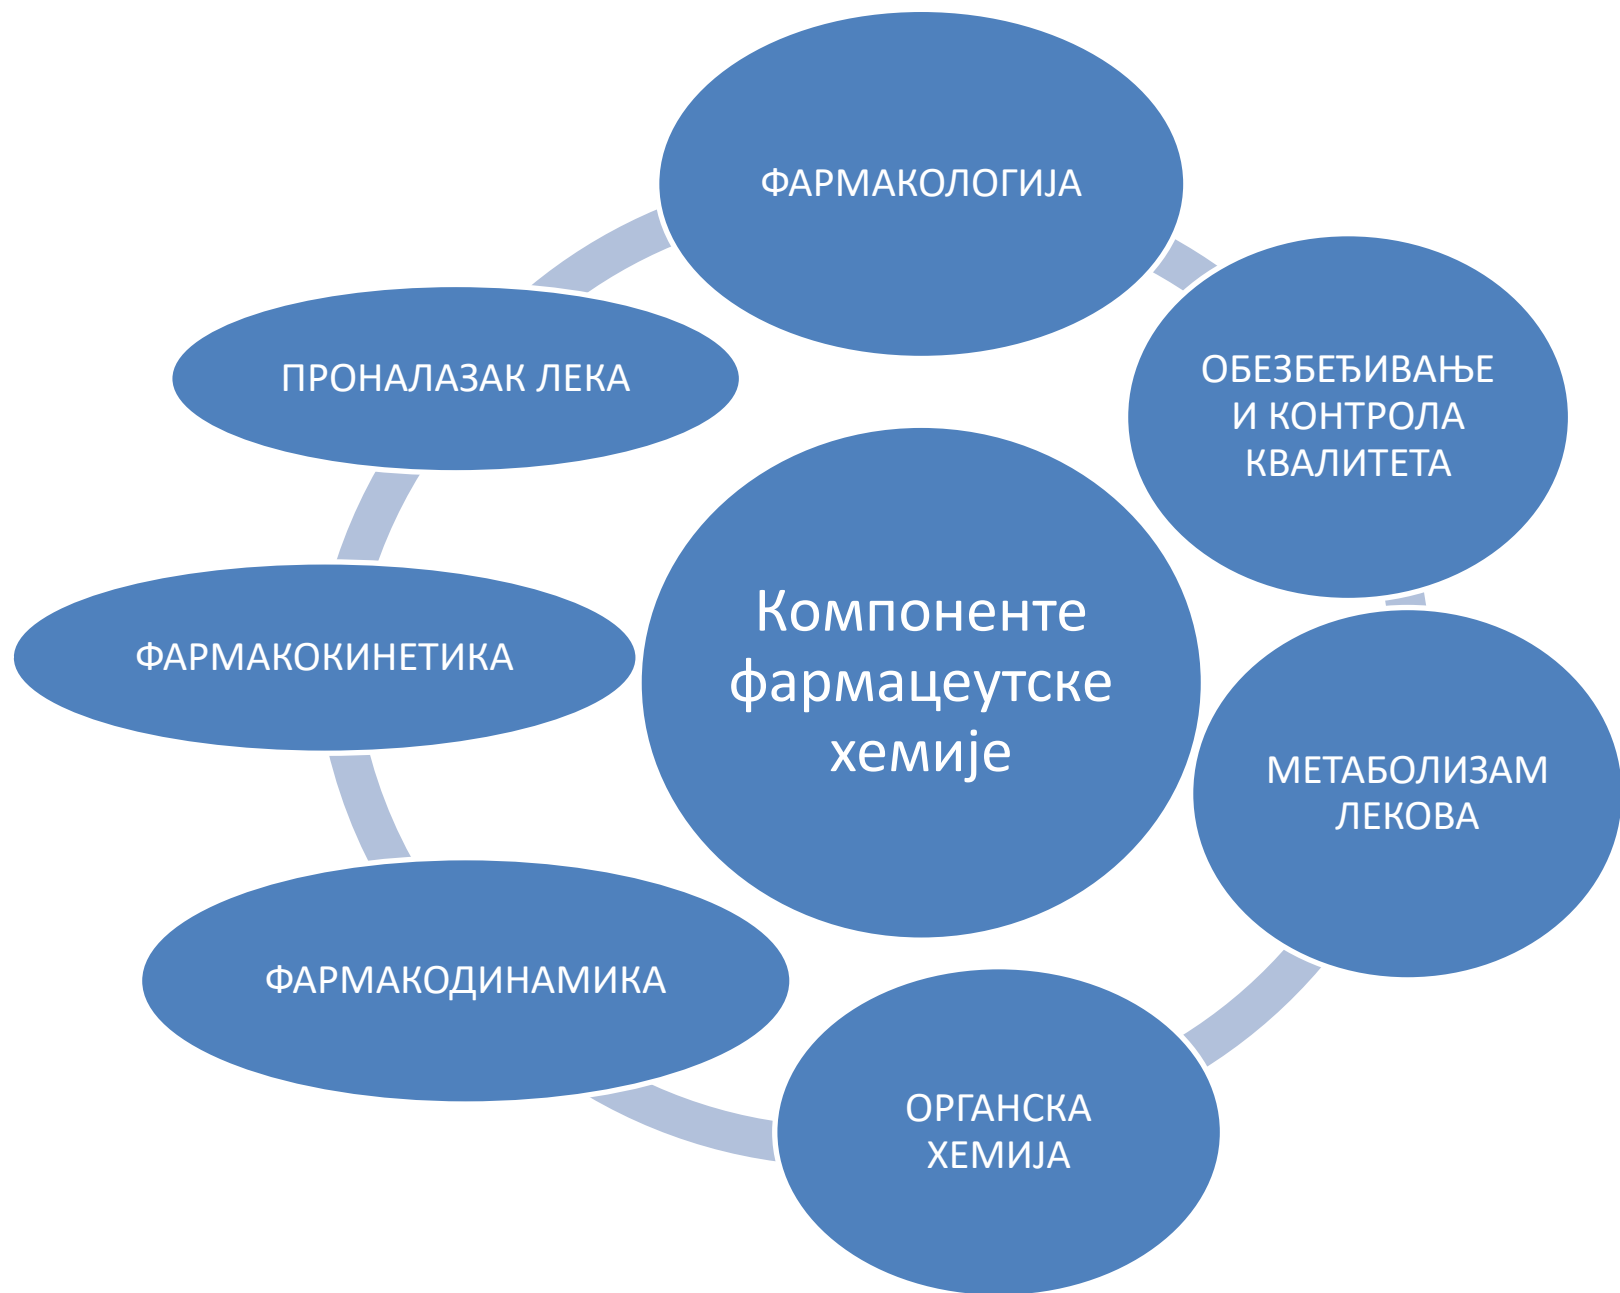 ФАРМАКОЛОГИЈА
ОБЕЗБЕЂИВАЊЕ
И КОНТРОЛА
КВАЛИТЕТА
МЕТАБОЛИЗАМ
ЛЕКОВА
ОРГАНСКА
ХЕМИЈА
ФАРМАКОДИНАМИКА
ФАРМАКОКИНЕТИКА
ПРОНАЛАЗАК ЛЕКА
Компоненте
фармацеутске
хемије